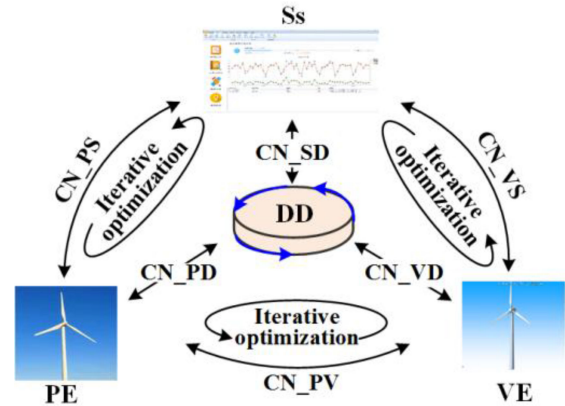 Ss
CN_PS
Iterative
optimization
CN_SD
Iterative
optimization
CN_VS
DD
CN_PD
CN_VD
Iterative
optimization
CN_PV
PE
VE